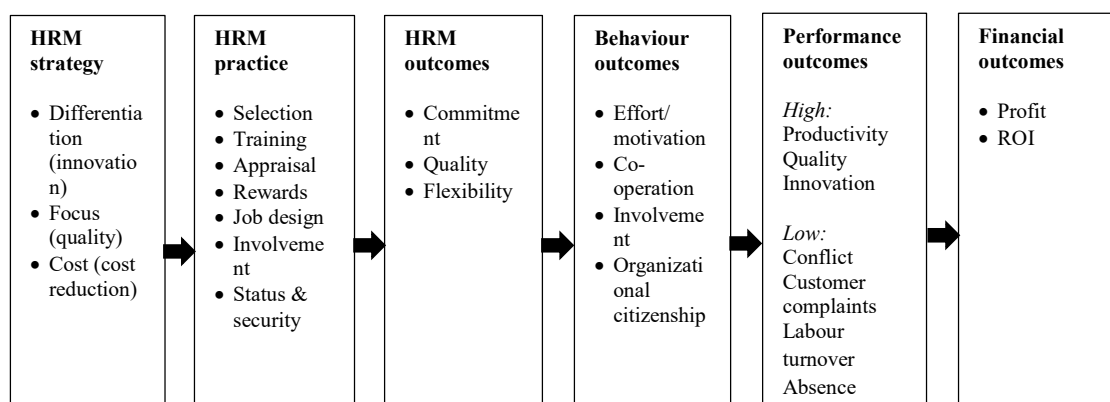 HRM
strategy
• Differentia
tion
(innovatio
n)
• Focus
(quality)
• Cost (cost
reduction)
HRM
practice
• Selection
• Training
• Appraisal
• Rewards
• Job design
• Involveme
nt
• Status &
security
HRM
outcomes
• Commitme
nt
• Quality
• Flexibility
Behaviour
outcomes
• Effort/
motivation
• Co-
operation
• Involveme
nt
• Organizati
onal
citizenship
Performance
outcomes
High:
Productivity
Quality
Innovation
Low:
Conflict
Customer
complaints
Labour
turnover
Absence
Financial
outcomes
• Profit
• ROI